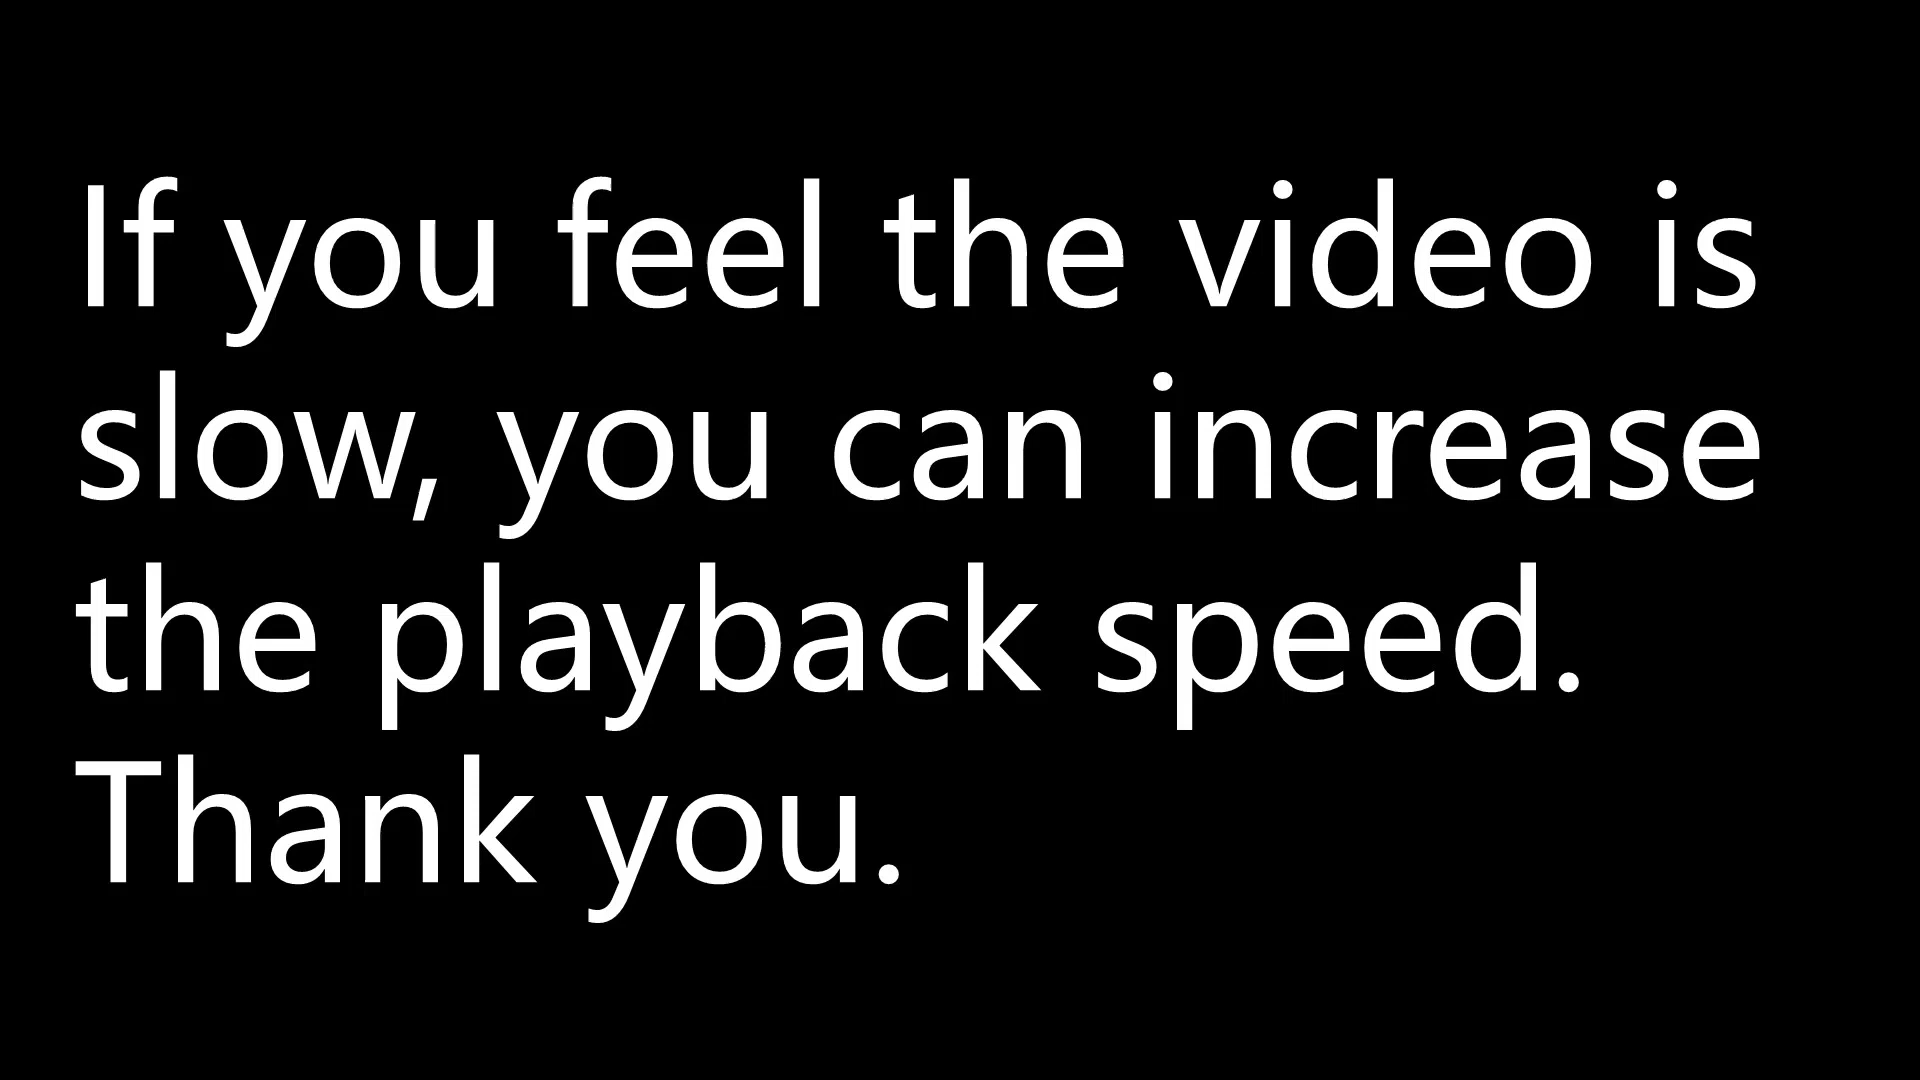 If you feel the video is
slow, you can increase
the playback speed.
Thank you.